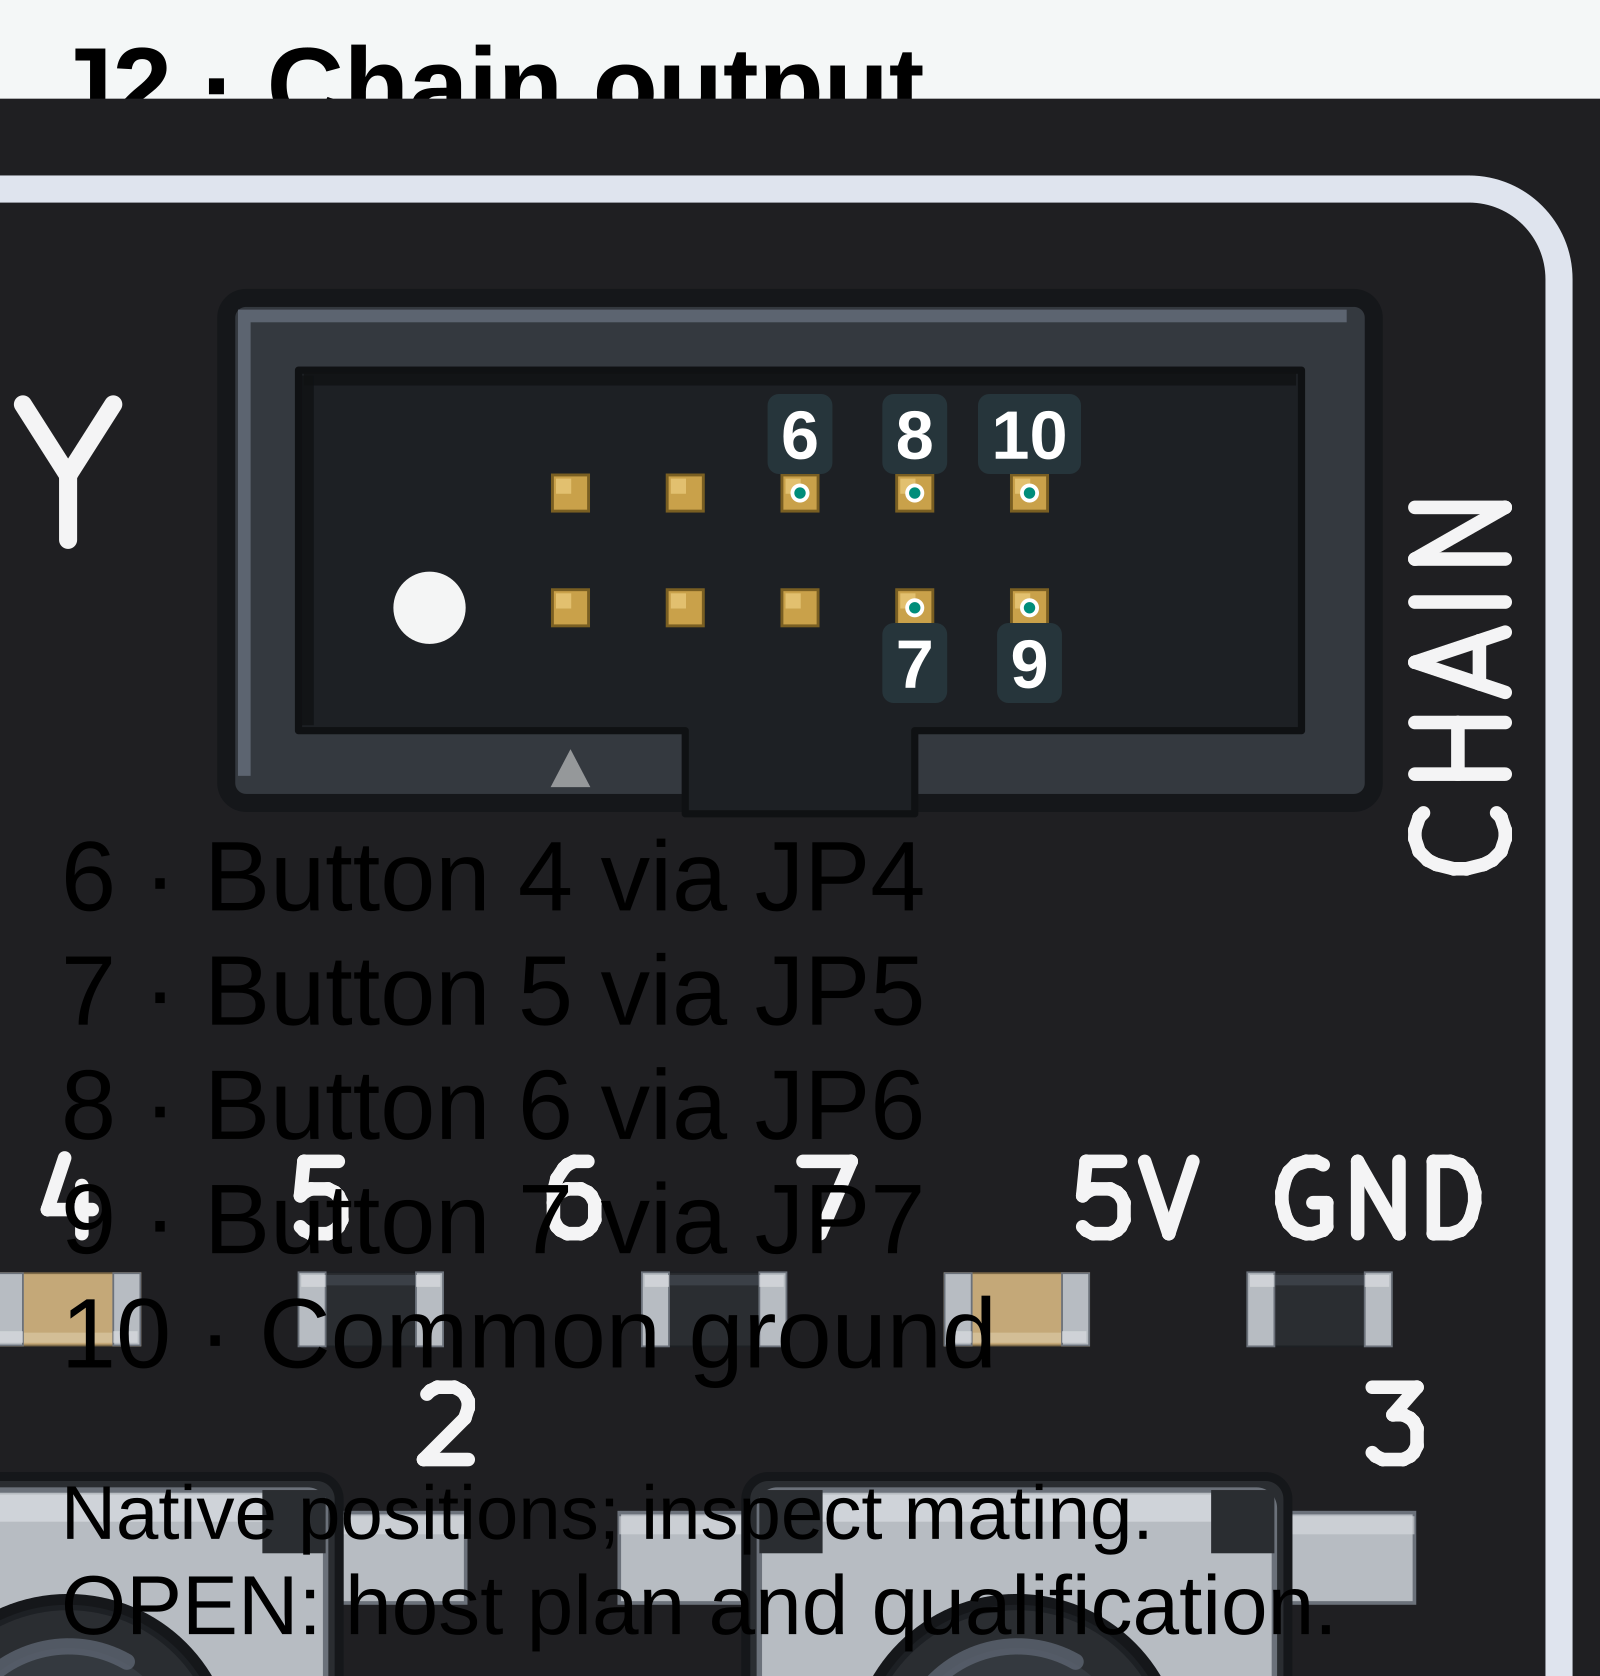 J2 · Chain output
Y
6 8 10
7 9
CHAIN
6 · Button 4 via JP4
7 · Button 5 via JP5
8 · Button 6 via JP6
4 5 6 7 5V GND
9 · Button 7 via JP7
10 · Common ground
2 3
Native positions; inspect mating.
OPEN: host plan and qualification.